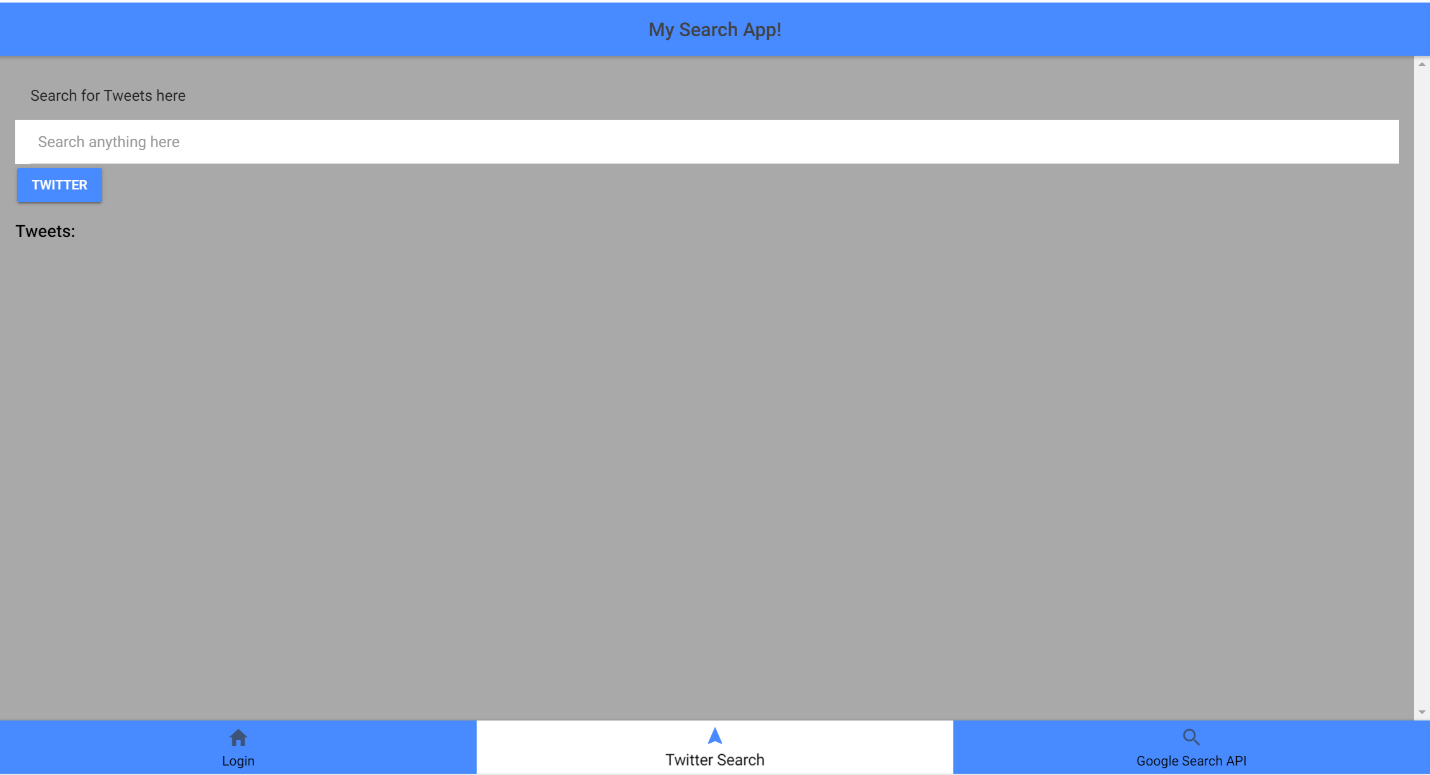 My Search App!
Search for Tweets here
Search anything here
TWITTER
Tweets:
Login
Twitter Search
Google Search API